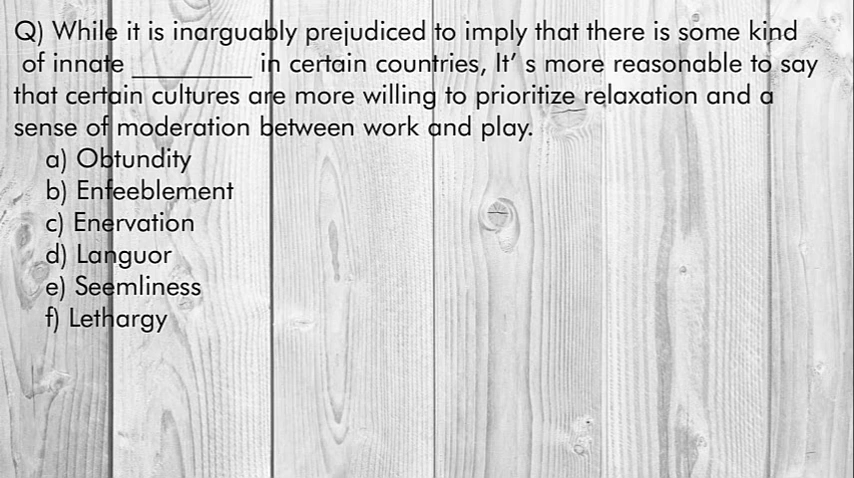 Q) While it is inarguably prejudiced to imply that there is some kind
of innate __________ in certain countries, It' s more reasonable to say
that certain cultures are more willing to prioritize relaxation and a
sense of moderation between work and play.
a) Obtundity
b) Enfeeblement
c) Enervation
d) Languor
e) Seemliness
f) Lethargy